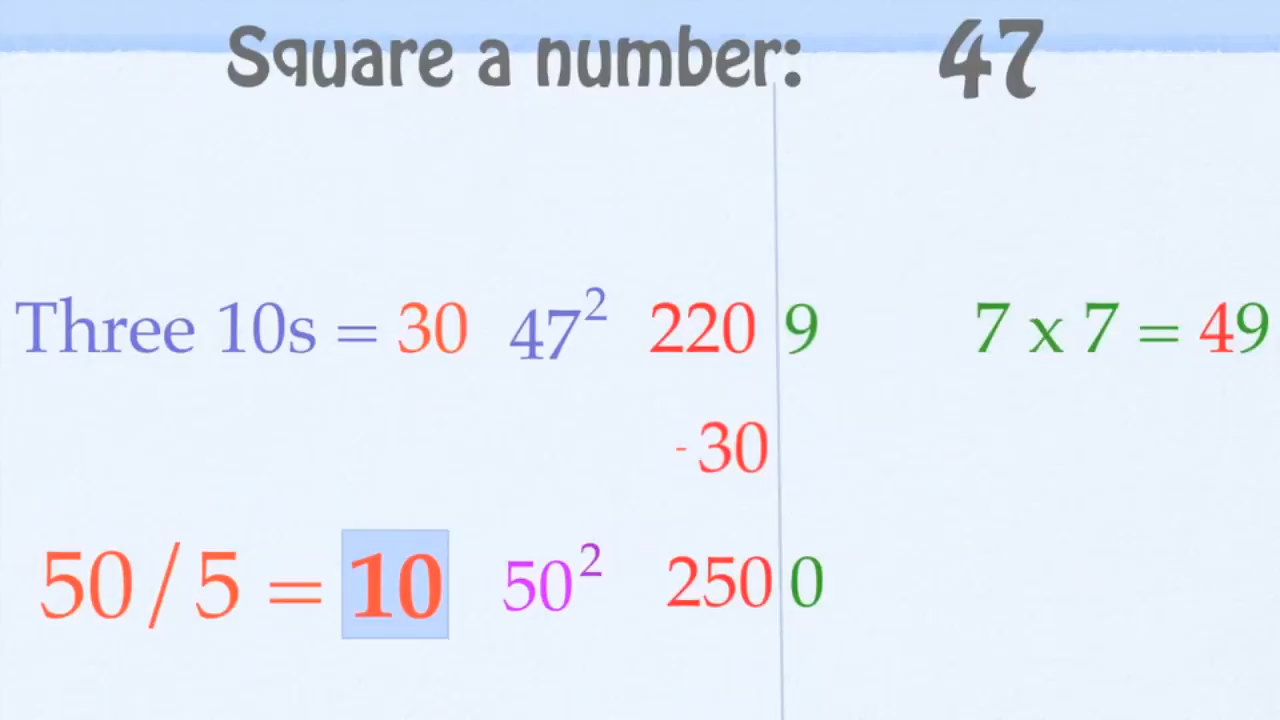 Square a number: 47
Three 10s = 30 47² 220 9 7 x 7 = 49
- 30
50 / 5 = 10 50² 250 0